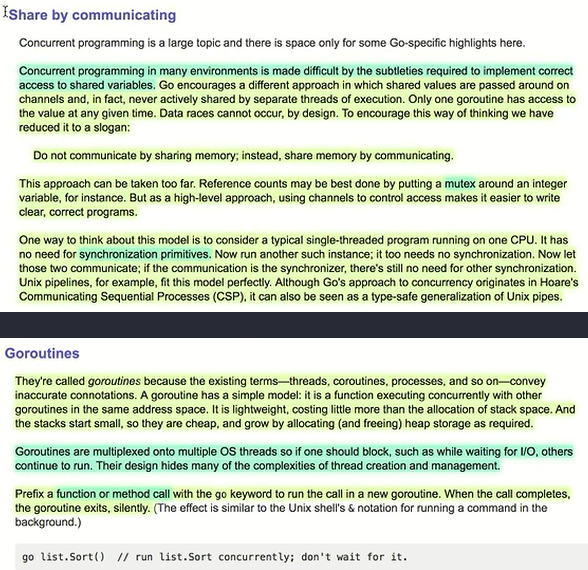 Share by communicating
Concurrent programming is a large topic and there is space only for some Go-specific highlights here.
Concurrent programming in many environments is made difficult by the subtleties required to implement correct
access to shared variables. Go encourages a different approach in which shared values are passed around on
channels and, in fact, never actively shared by separate threads of execution. Only one goroutine has access to
the value at any given time. Data races cannot occur, by design. To encourage this way of thinking we have
reduced it to a slogan:
Do not communicate by sharing memory; instead, share memory by communicating.
This approach can be taken too far. Reference counts may be best done by putting a mutex around an integer
variable, for instance. But as a high-level approach, using channels to control access makes it easier to write
clear, correct programs.
One way to think about this model is to consider a typical single-threaded program running on one CPU. It has
no need for synchronization primitives. Now run another such instance; it too needs no synchronization. Now let
those two communicate; if the communication is the synchronizer, there's still no need for other synchronization.
Unix pipelines, for example, fit this model perfectly. Although Go's approach to concurrency originates in Hoare's
Communicating Sequential Processes (CSP), it can also be seen as a type-safe generalization of Unix pipes.
Goroutines
They're called goroutines because the existing terms—threads, coroutines, processes, and so on—convey
inaccurate connotations. A goroutine has a simple model: it is a function executing concurrently with other
goroutines in the same address space. It is lightweight, costing little more than the allocation of stack space. And
the stacks start small, so they are cheap, and grow by allocating (and freeing) heap storage as required.
Goroutines are multiplexed onto multiple OS threads so if one should block, such as while waiting for I/O, others
continue to run. Their design hides many of the complexities of thread creation and management.
Prefix a function or method call with the go keyword to run the call in a new goroutine. When the call completes,
the goroutine exits, silently. (The effect is similar to the Unix shell's & notation for running a command in the
background.)
go list.Sort()  // run list.Sort concurrently; don't wait for it.